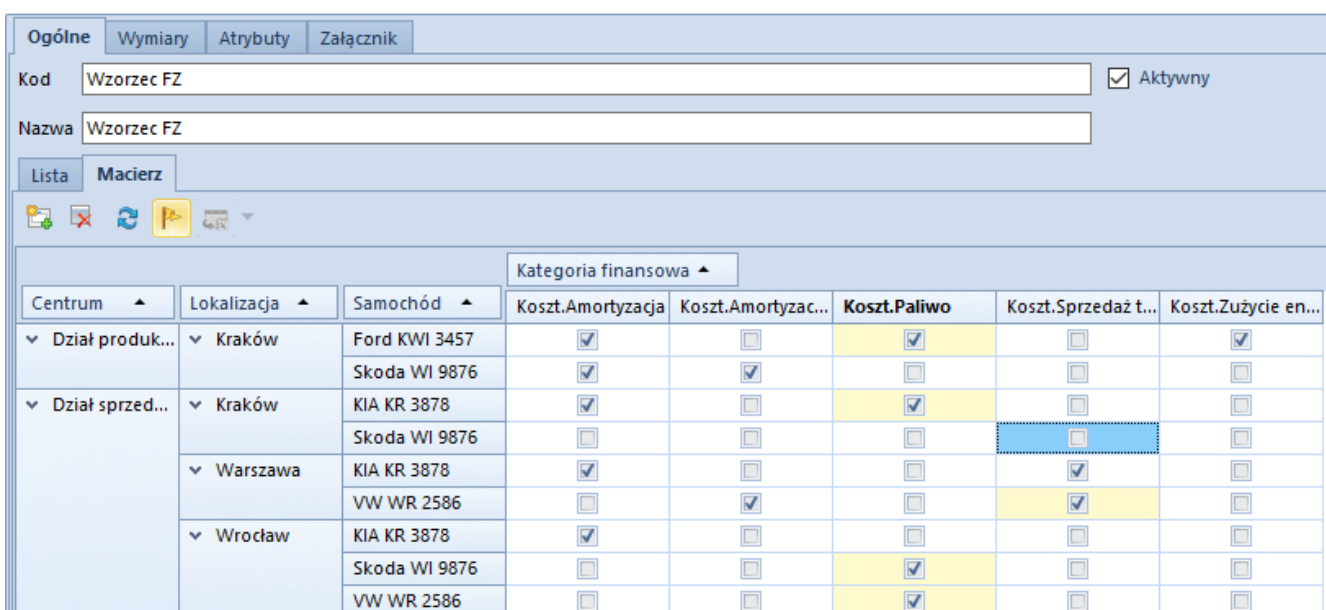 Ogólne Wymiary Atrybuty Załącznik
Kod Wzorzec FZ Aktywny
Nazwa Wzorzec FZ
Lista Macierz
Kategoria finansowa
Centrum Lokalizacja Samochód Koszt.Amortyzacja Koszt.Amortyzac... Koszt.Paliwo Koszt.Sprzedaż t... Koszt.Zużycie en...
Dział produk... Kraków Ford KWI 3457
Skoda WI 9876
Dział sprzed... Kraków KIA KR 3878
Skoda WI 9876
Warszawa KIA KR 3878
VW WR 2586
Wrocław KIA KR 3878
Skoda WI 9876
VW WR 2586